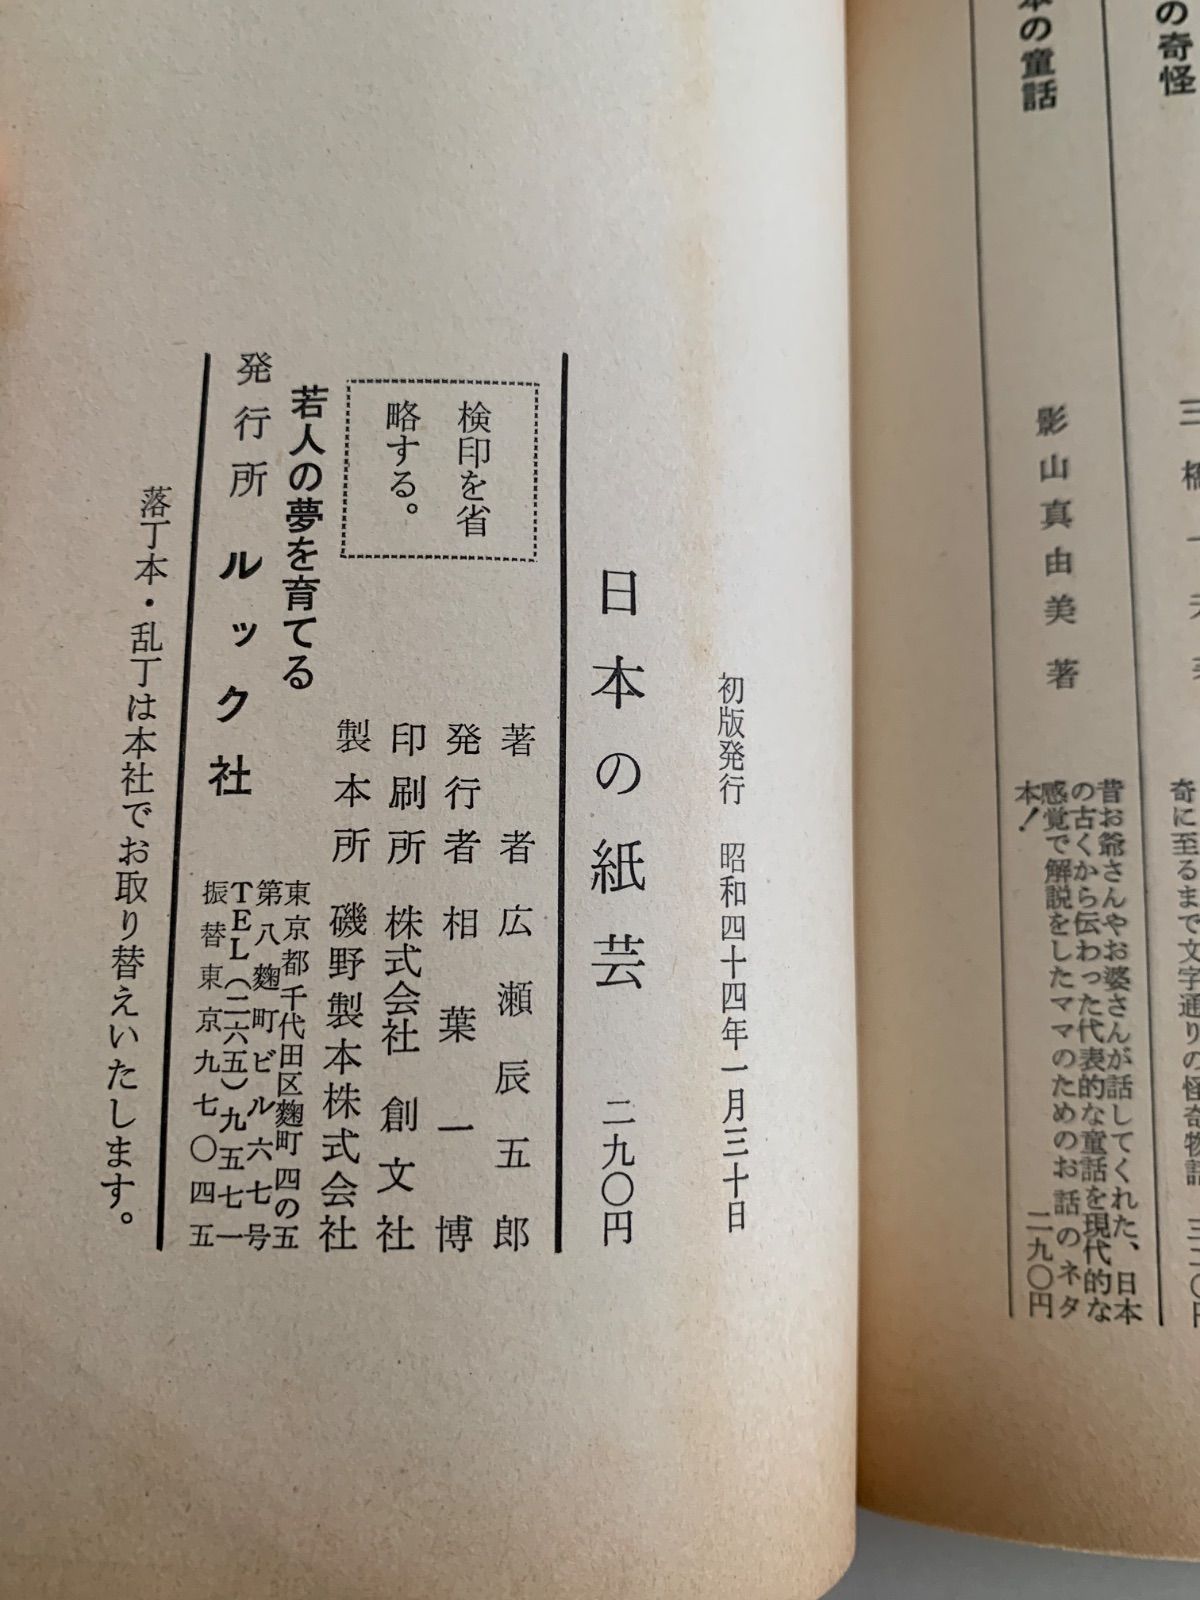 の奇怪
三橋一
奇に至るまで文字通りの怪奇物語
三三〇円
本の童話
影山真由美著
昔お爺さんやお婆さんが話してくれた、日本
の古くから伝わった代表的な童話を現代的な
感覚で解説をしたママのためのお話のネタ
本!
二九〇円
初版発行 昭和四十四年一月三十日
日本の紙芸 二九〇円
検印を省
略する。
著者 広瀬辰五郎
発行者 相葉一博
印刷所 株式会社 創文社
製本所 磯野製本株式会社
若人の夢を育てる
発行所 ルック社
東京都千代田区麴町四の五
第八麴町ビル六七号
TEL(二六五)九五七一
振替東京九七〇四五
落丁本・乱丁は本社でお取り替えいたします。